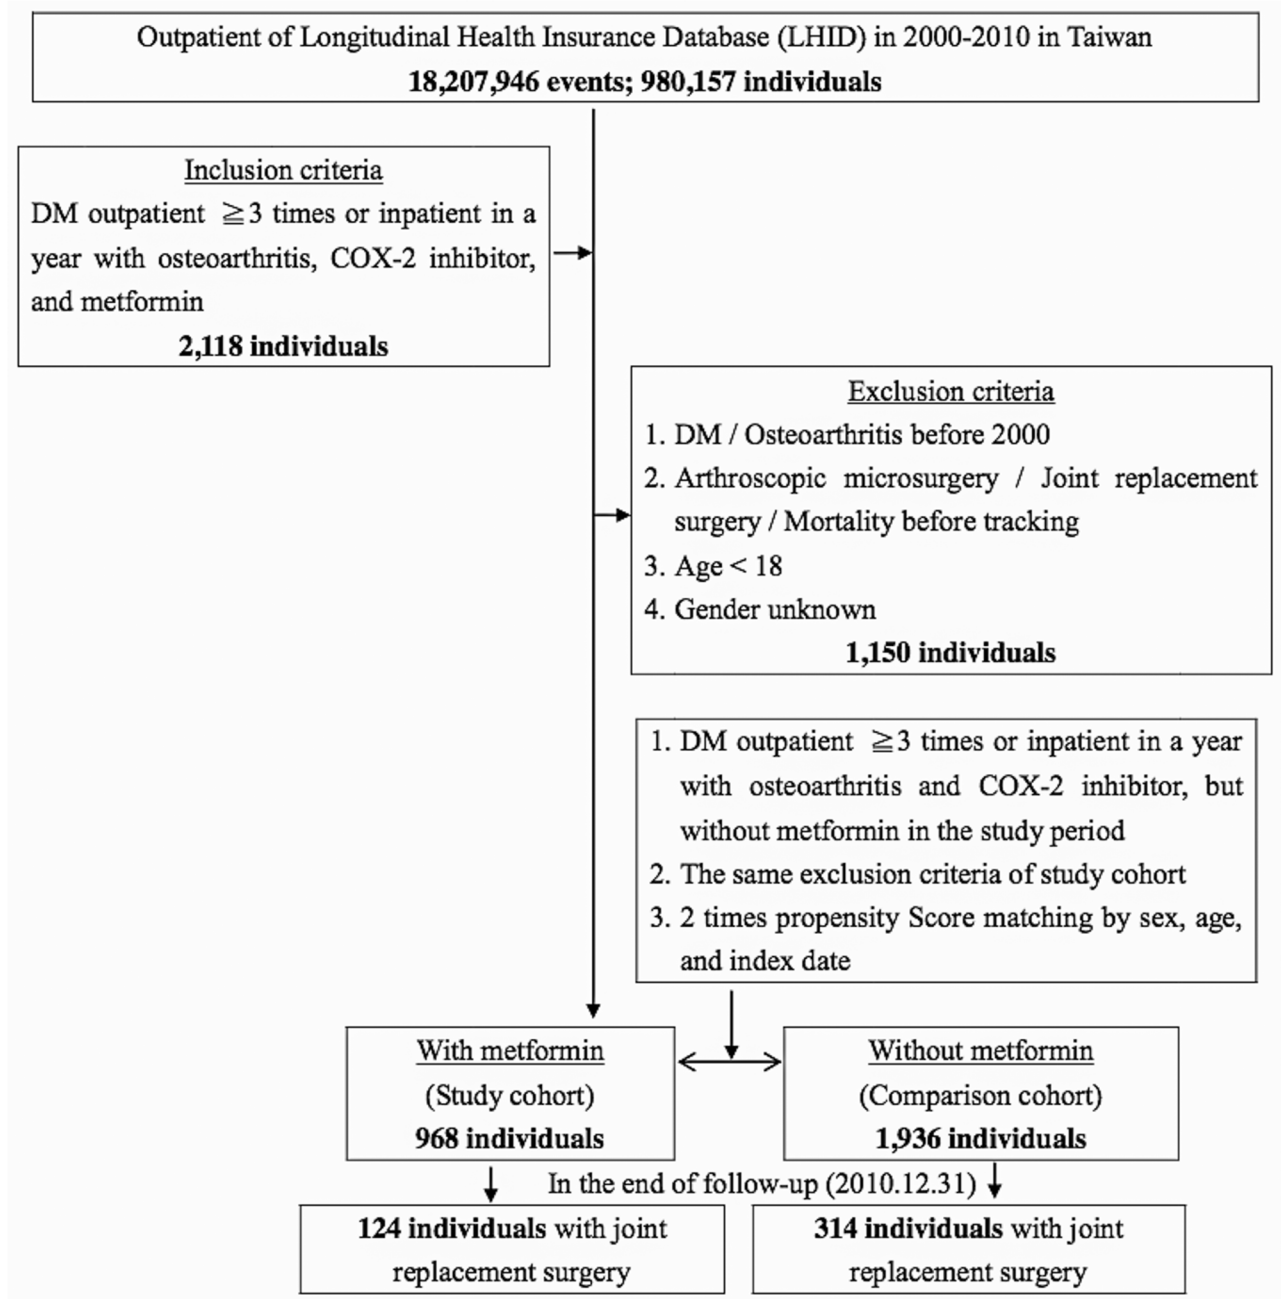 Outpatient of Longitudinal Health Insurance Database (LHID) in 2000-2010 in Taiwan
18,207,946 events; 980,157 individuals
Inclusion criteria
DM outpatient ≧3 times or inpatient in a
year with osteoarthritis, COX-2 inhibitor,
and metformin
2,118 individuals
Exclusion criteria
1. DM / Osteoarthritis before 2000
2. Arthroscopic microsurgery / Joint replacement
surgery / Mortality before tracking
3. Age < 18
4. Gender unknown
1,150 individuals
1. DM outpatient ≧3 times or inpatient in a year
with osteoarthritis and COX-2 inhibitor, but
without metformin in the study period
2. The same exclusion criteria of study cohort
3. 2 times propensity Score matching by sex, age,
and index date
With metformin
(Study cohort)
968 individuals
Without metformin
(Comparison cohort)
1,936 individuals
In the end of follow-up (2010.12.31)
124 individuals with joint
replacement surgery
314 individuals with joint
replacement surgery